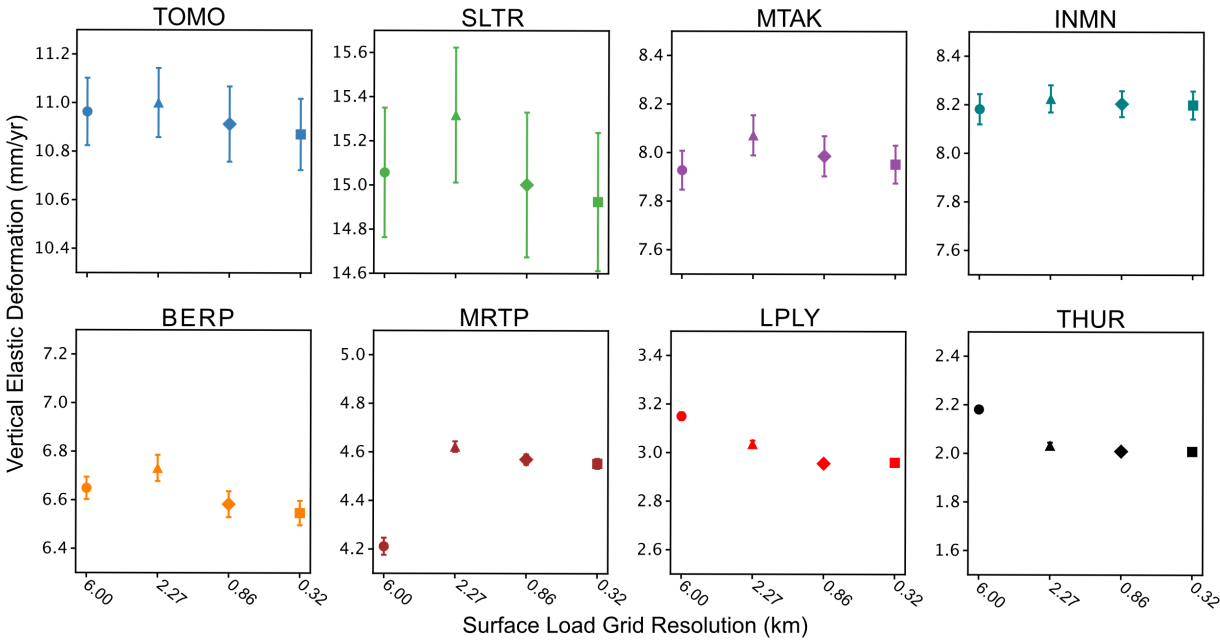 TOMO SLTR MTAK INMN
Vertical Elastic Deformation (mm/yr)
11.2 15.6 8.4 8.4
11.0 15.4 8.2 8.2
10.8 15.2 8.0 8.0
10.6 15.0 7.8 7.8
10.4 14.8 7.6 7.6
14.6
BERP MRTP LPLY THUR
7.2 5.0 3.4 2.4
7.0 4.8 3.2 2.2
6.8 4.6 3.0 2.0
6.6 4.4 2.8 1.8
6.4 4.2 2.6 1.6
6.00 2.27 0.86 0.32 6.00 2.27 0.86 0.32 6.00 2.27 0.86 0.32 6.00 2.27 0.86 0.32
Surface Load Grid Resolution (km)